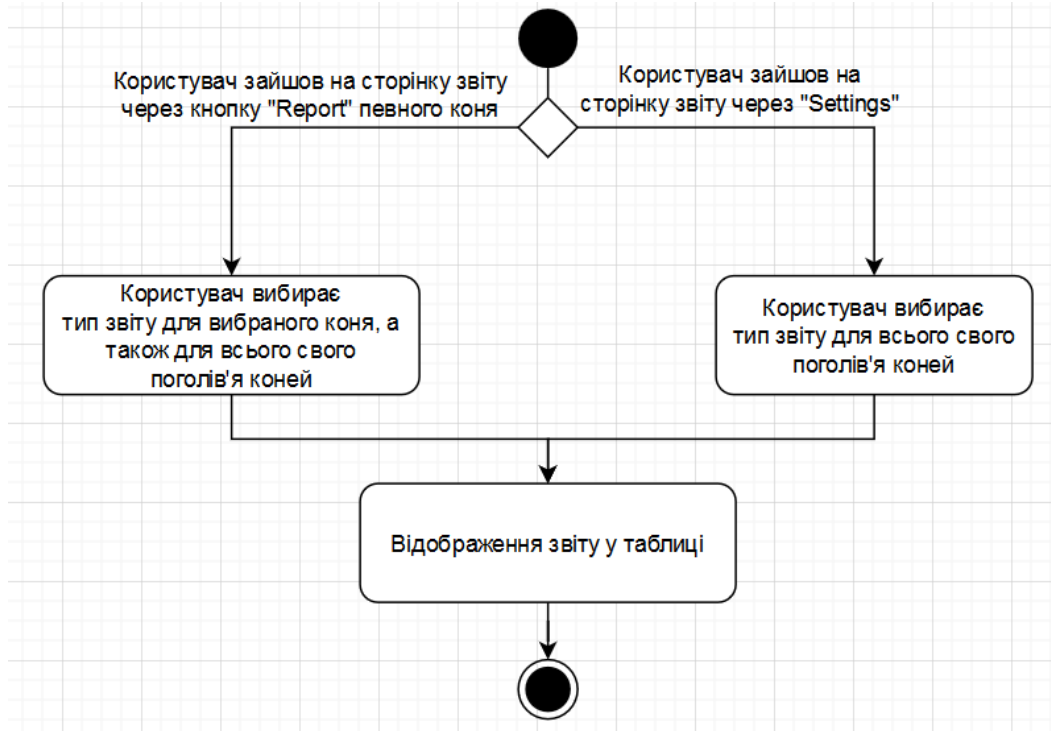 Користувач зайшов на сторінку звіту
через кнопку "Report" певного коня
Користувач зайшов на
сторінку звіту через "Settings"
Користувач вибирає
тип звіту для вибраного коня, а
також для всього свого
поголів'я коней
Користувач вибирає
тип звіту для всього свого
поголів'я коней
Відображення звіту у таблиці